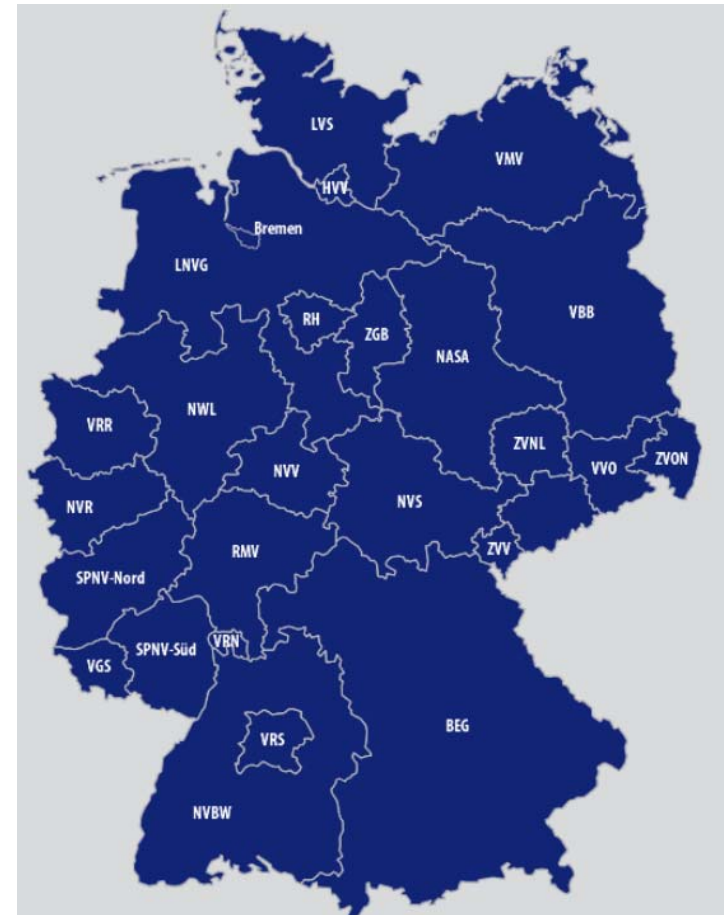 LVS
VMV
HVV
Bremen
LNVG
VBB
RH
ZGB
NASA
NWL
VRR
ZVNL
ZVON
VVO
NVV
NVR
NVS
ZVV
RMV
SPNV-Nord
VRN
SPNV-Süd
VGS
BEG
VRS
NVBW